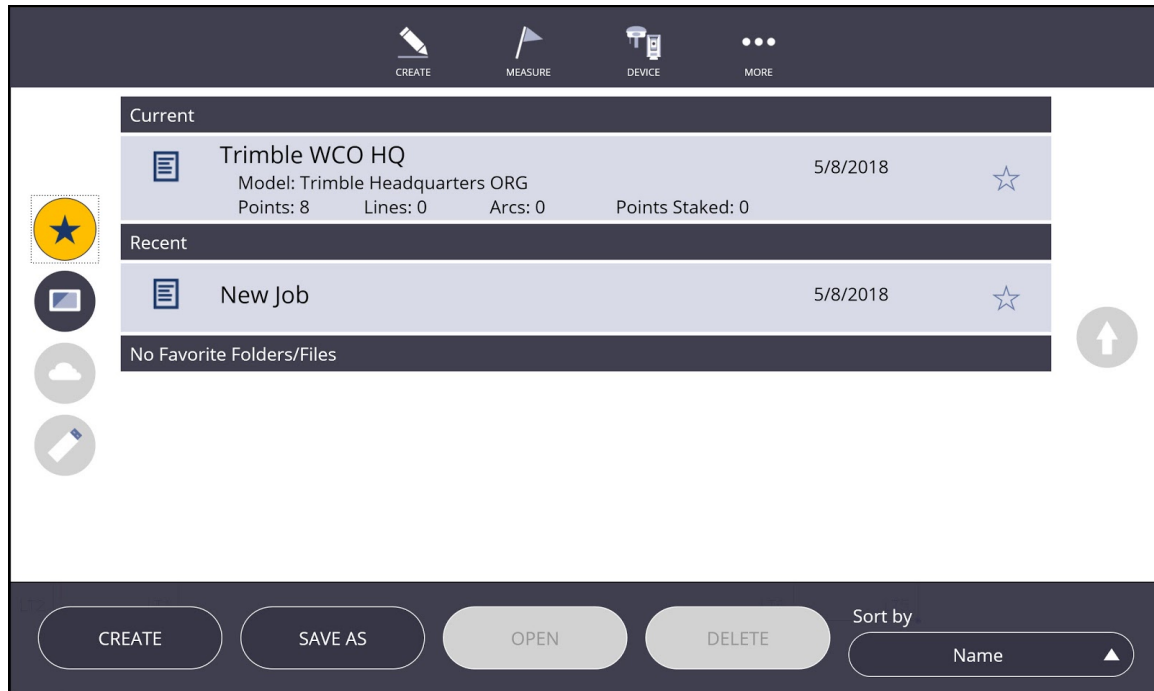 CREATE MEASURE DEVICE MORE
Current
Trimble WCO HQ 5/8/2018
Model: Trimble Headquarters ORG
Points: 8 Lines: 0 Arcs: 0 Points Staked: 0
Recent
New Job 5/8/2018
No Favorite Folders/Files
Sort by
CREATE SAVE AS OPEN DELETE Name